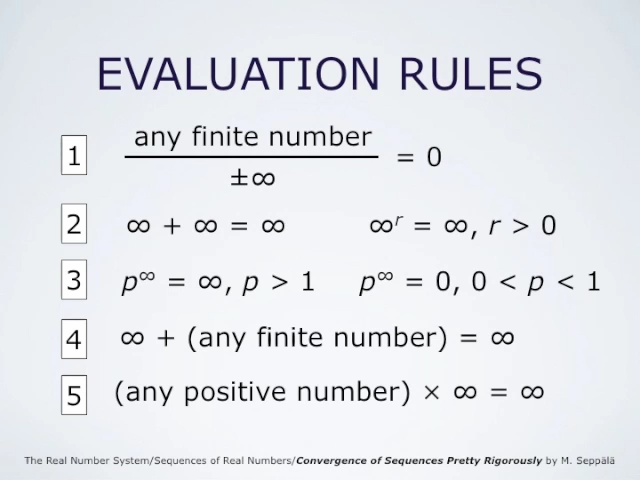 EVALUATION RULES
1 any finite number / ±∞ = 0
2 ∞ + ∞ = ∞ ∞ʳ = ∞, r > 0
3 p^∞ = ∞, p > 1 p^∞ = 0, 0 < p < 1
4 ∞ + (any finite number) = ∞
5 (any positive number) × ∞ = ∞
The Real Number System/Sequences of Real Numbers/Convergence of Sequences Pretty Rigorously by M. Seppälä